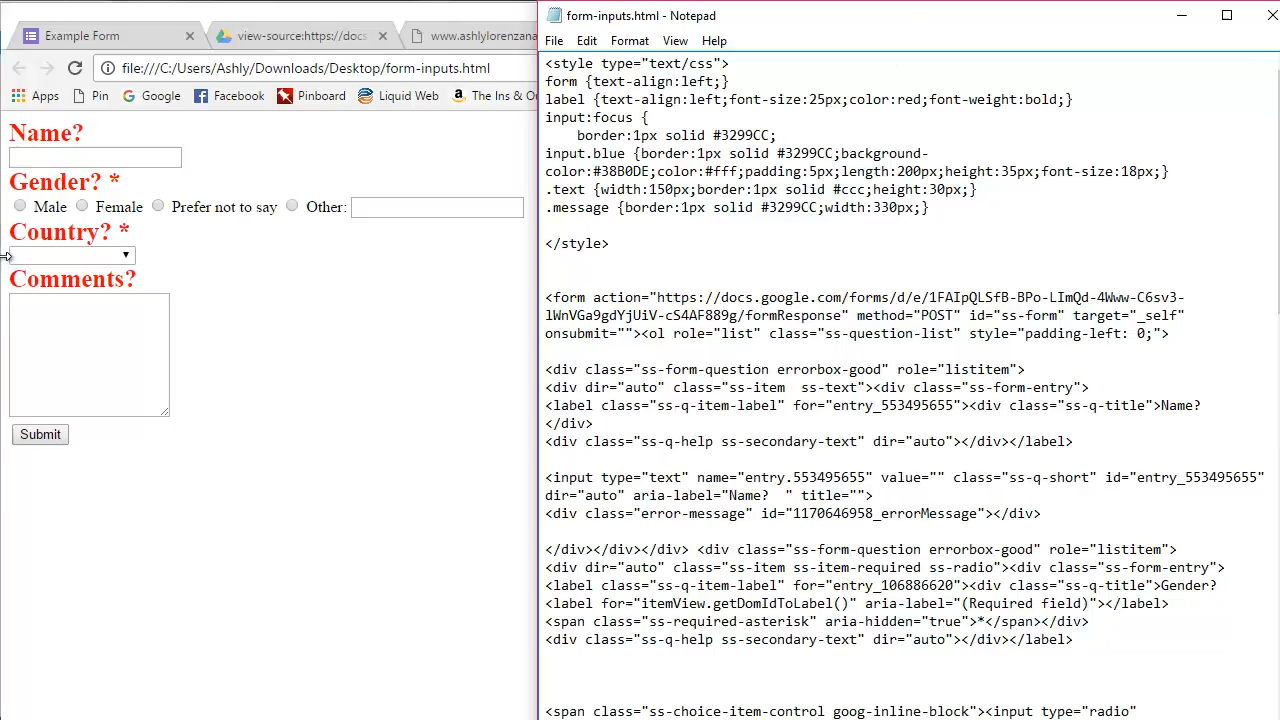 Example Form
view-source:https://docs
www.ashlylorenzana
file:///C:/Users/Ashly/Downloads/Desktop/form-inputs.html
Apps
Pin
Google
Facebook
Pinboard
Liquid Web
The Ins & Ou
Name?
Gender? *
Male Female Prefer not to say Other:
Country? *
Comments?
Submit
form-inputs.html - Notepad
File Edit Format View Help
<style type="text/css">
form {text-align:left;}
label {text-align:left;font-size:25px;color:red;font-weight:bold;}
input:focus {
    border:1px solid #3299CC;
input.blue {border:1px solid #3299CC;background-
color:#38B0DE;color:#fff;padding:5px;length:200px;height:35px;font-size:18px;}
.text {width:150px;border:1px solid #ccc;height:30px;}
.message {border:1px solid #3299CC;width:330px;}
</style>
<form action="https://docs.google.com/forms/d/e/1FAIpQLSfB-BPo-LImQd-4Www-C6sv3-
lWnVGa9gdYjUiV-cS4AF889g/formResponse" method="POST" id="ss-form" target="_self"
onsubmit=""><ol role="list" class="ss-question-list" style="padding-left: 0;">
<div class="ss-form-question errorbox-good" role="listitem">
<div dir="auto" class="ss-item  ss-text"><div class="ss-form-entry">
<label class="ss-q-item-label" for="entry_553495655"><div class="ss-q-title">Name?
</div>
<div class="ss-q-help ss-secondary-text" dir="auto"></div></label>
<input type="text" name="entry.553495655" value="" class="ss-q-short" id="entry_553495655"
dir="auto" aria-label="Name?  " title="">
<div class="error-message" id="1170646958_errorMessage"></div>
</div></div></div> <div class="ss-form-question errorbox-good" role="listitem">
<div dir="auto" class="ss-item ss-item-required ss-radio"><div class="ss-form-entry">
<label class="ss-q-item-label" for="entry_106886620"><div class="ss-q-title">Gender?
<label for="itemView.getDomIdToLabel()" aria-label="(Required field)"></label>
<span class="ss-required-asterisk" aria-hidden="true">*</span></div>
<div class="ss-q-help ss-secondary-text" dir="auto"></div></label>
<span class="ss-choice-item-control goog-inline-block"><input type="radio"